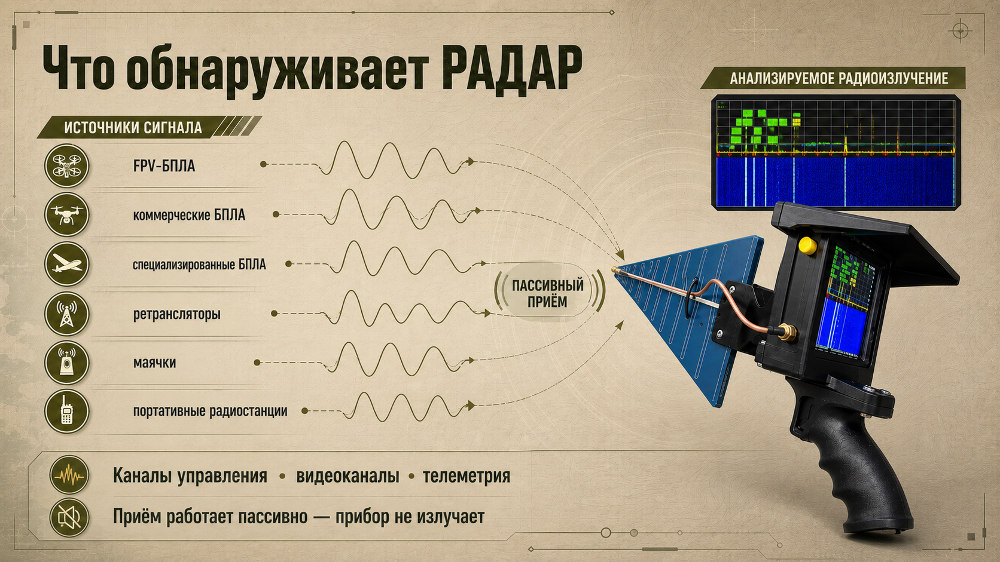 Что обнаруживает РАДАР
ИСТОЧНИКИ СИГНАЛА
FPV-БПЛА
коммерческие БПЛА
специализированные БПЛА
ретрансляторы
маячки
портативные радиостанции
ПАССИВНЫЙ
ПРИЁМ
АНАЛИЗИРУЕМОЕ РАДИОИЗЛУЧЕНИЕ
Каналы управления • видеоканалы • телеметрия
Приём работает пассивно — прибор не излучает